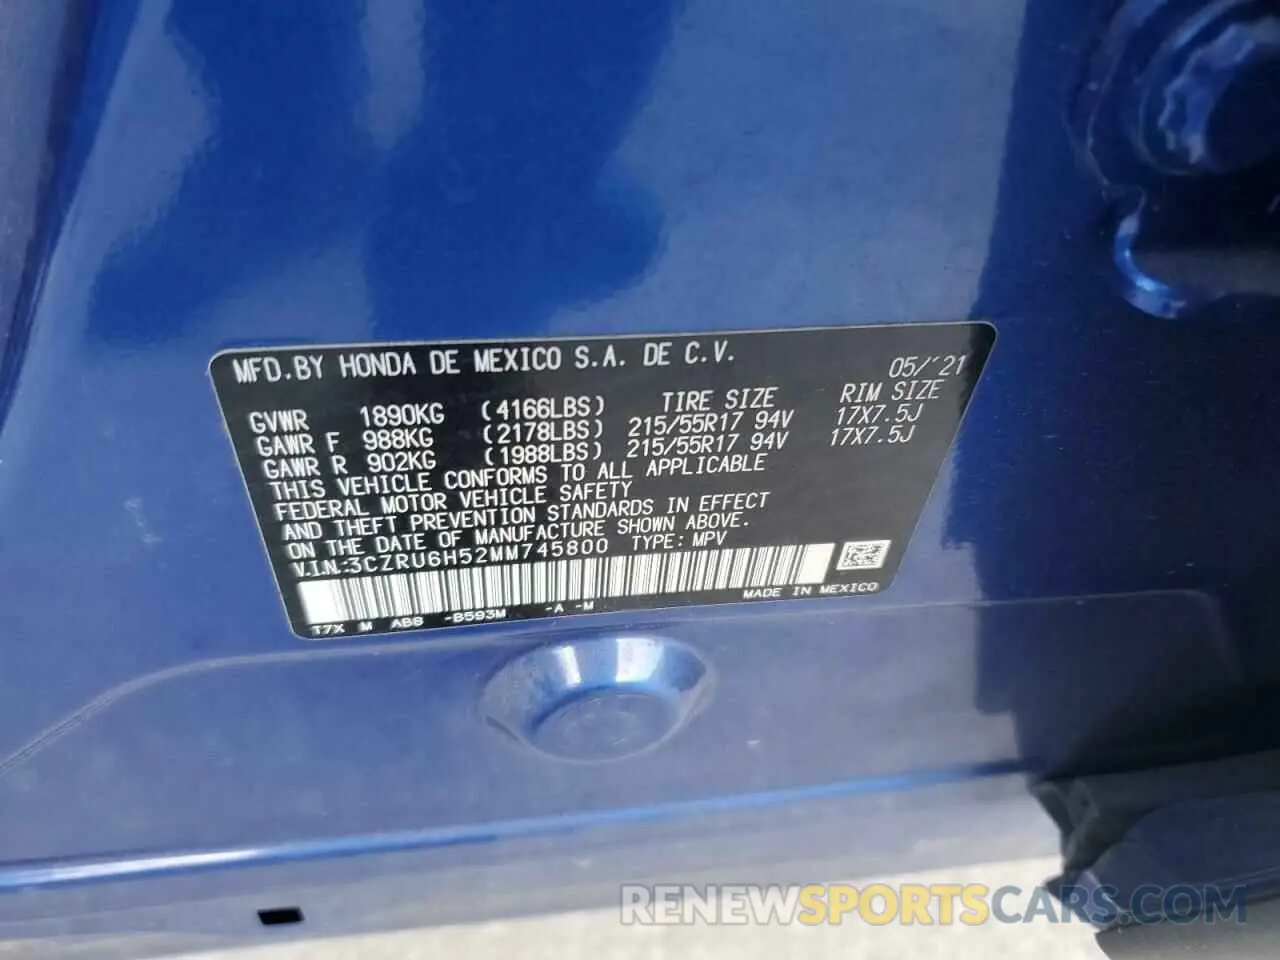 MFD.BY HONDA DE MEXICO S.A. DE C.V.
05/'21
TIRE SIZE RIM SIZE
GVWR 1890KG (4166LBS)
GAWR F 988KG (2178LBS) 215/55R17 94V 17X7.5J
GAWR R 902KG (1988LBS) 215/55R17 94V 17X7.5J
THIS VEHICLE CONFORMS TO ALL APPLICABLE
FEDERAL MOTOR VEHICLE SAFETY
AND THEFT PREVENTION STANDARDS IN EFFECT
ON THE DATE OF MANUFACTURE SHOWN ABOVE.
V.I.N:3CZRU6H52MM745800 TYPE:MPV
MADE IN MEXICO
T7X M ABB -B593M -A -M
RENEWSPORTSCARS.COM